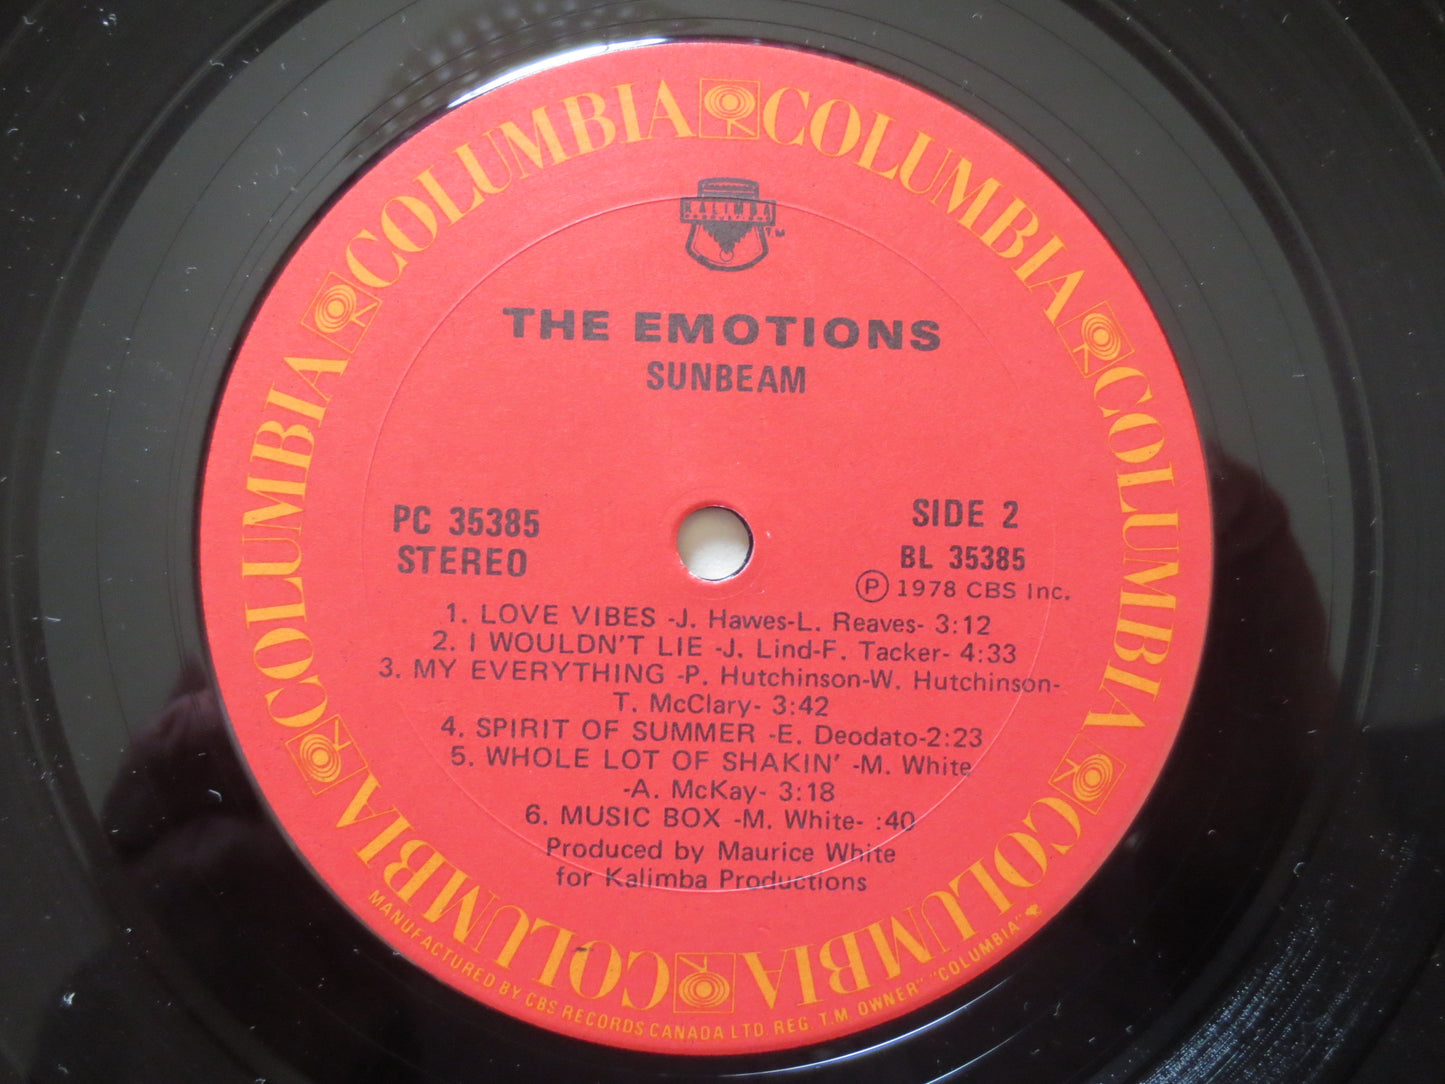 COLUMBIA COLUMBIA COLUMBIA COLUMBIA COLUMBIA COLUMBIA
KALIMBA
PRODUCTIONS
TM
THE EMOTIONS
SUNBEAM
PC 35385
STEREO
SIDE 2
BL 35385
Ⓟ 1978 CBS Inc.
1. LOVE VIBES -J. Hawes-L. Reaves- 3:12
2. I WOULDN'T LIE -J. Lind-F. Tacker- 4:33
3. MY EVERYTHING -P. Hutchinson-W. Hutchinson-
T. McClary- 3:42
4. SPIRIT OF SUMMER -E. Deodato-2:23
5. WHOLE LOT OF SHAKIN' -M. White
-A. McKay- 3:18
6. MUSIC BOX -M. White- :40
Produced by Maurice White
for Kalimba Productions
MANUFACTURED BY CBS RECORDS CANADA LTD. REG. T.M. OWNER "COLUMBIA"